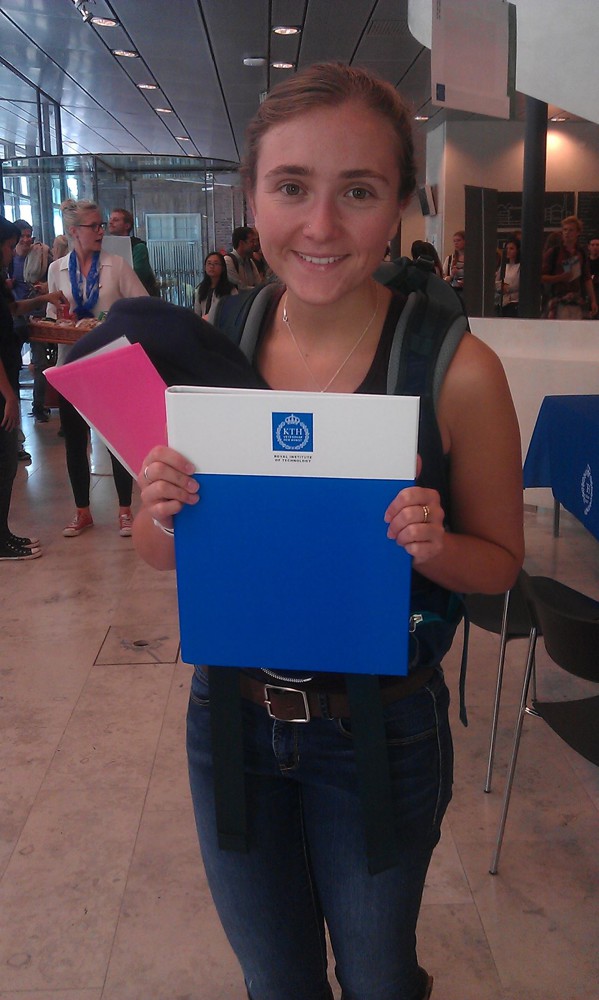 KTH
VETENSKAP
OCH KONST
ROYAL INSTITUTE
OF TECHNOLOGY